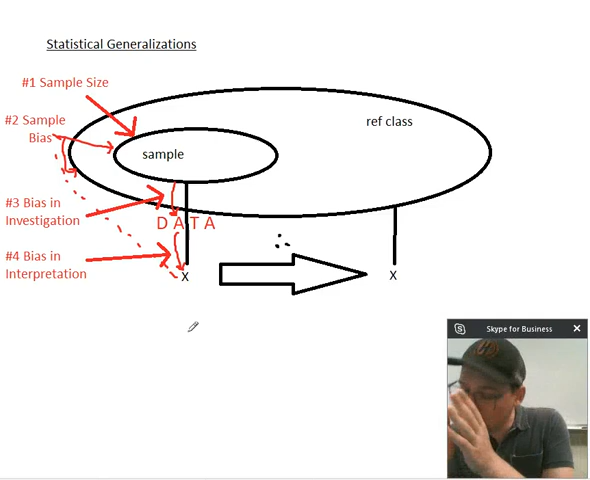 Statistical Generalizations
#1 Sample Size
#2 Sample
Bias
ref class
sample
#3 Bias in
Investigation
DATA
#4 Bias in
Interpretation
X
X
Skype for Business